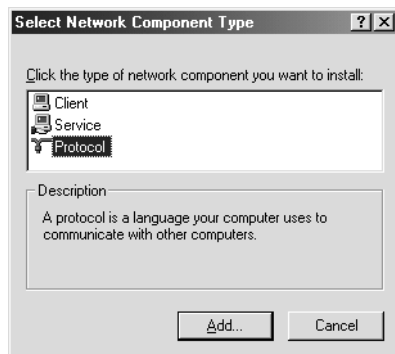 Select Network Component Type
Click the type of network component you want to install:
Client
Service
Protocol
Description
A protocol is a language your computer uses to
communicate with other computers.
Add...
Cancel